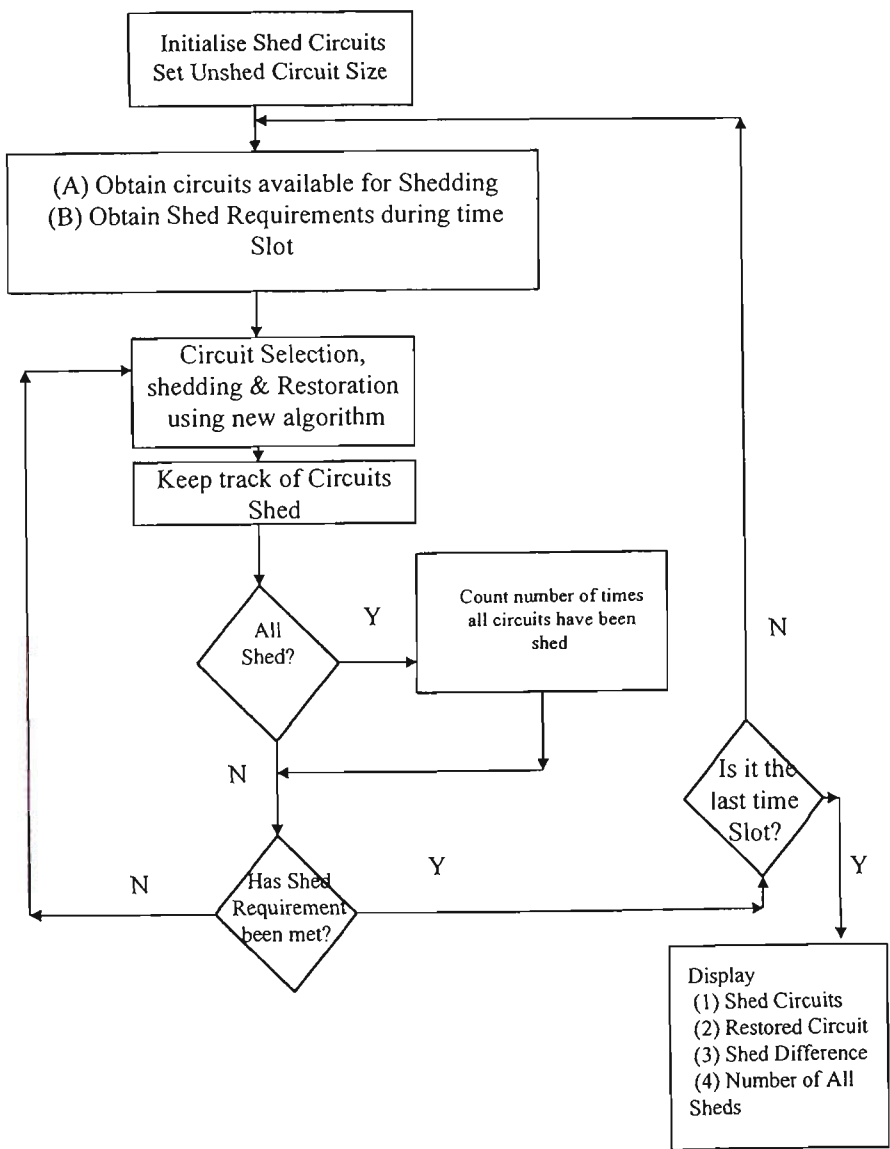 Initialise Shed Circuits
Set Unshed Circuit Size
(A) Obtain circuits available for Shedding
(B) Obtain Shed Requirements during time
Slot
Circuit Selection,
shedding & Restoration
using new algorithm
Keep track of Circuits
Shed
All
Shed?
Y
Count number of times
all circuits have been
shed
N
N
Is it the
last time
Slot?
Y
Has Shed
Requirement
been met?
N
Y
Display
(1) Shed Circuits
(2) Restored Circuit
(3) Shed Difference
(4) Number of All
Sheds